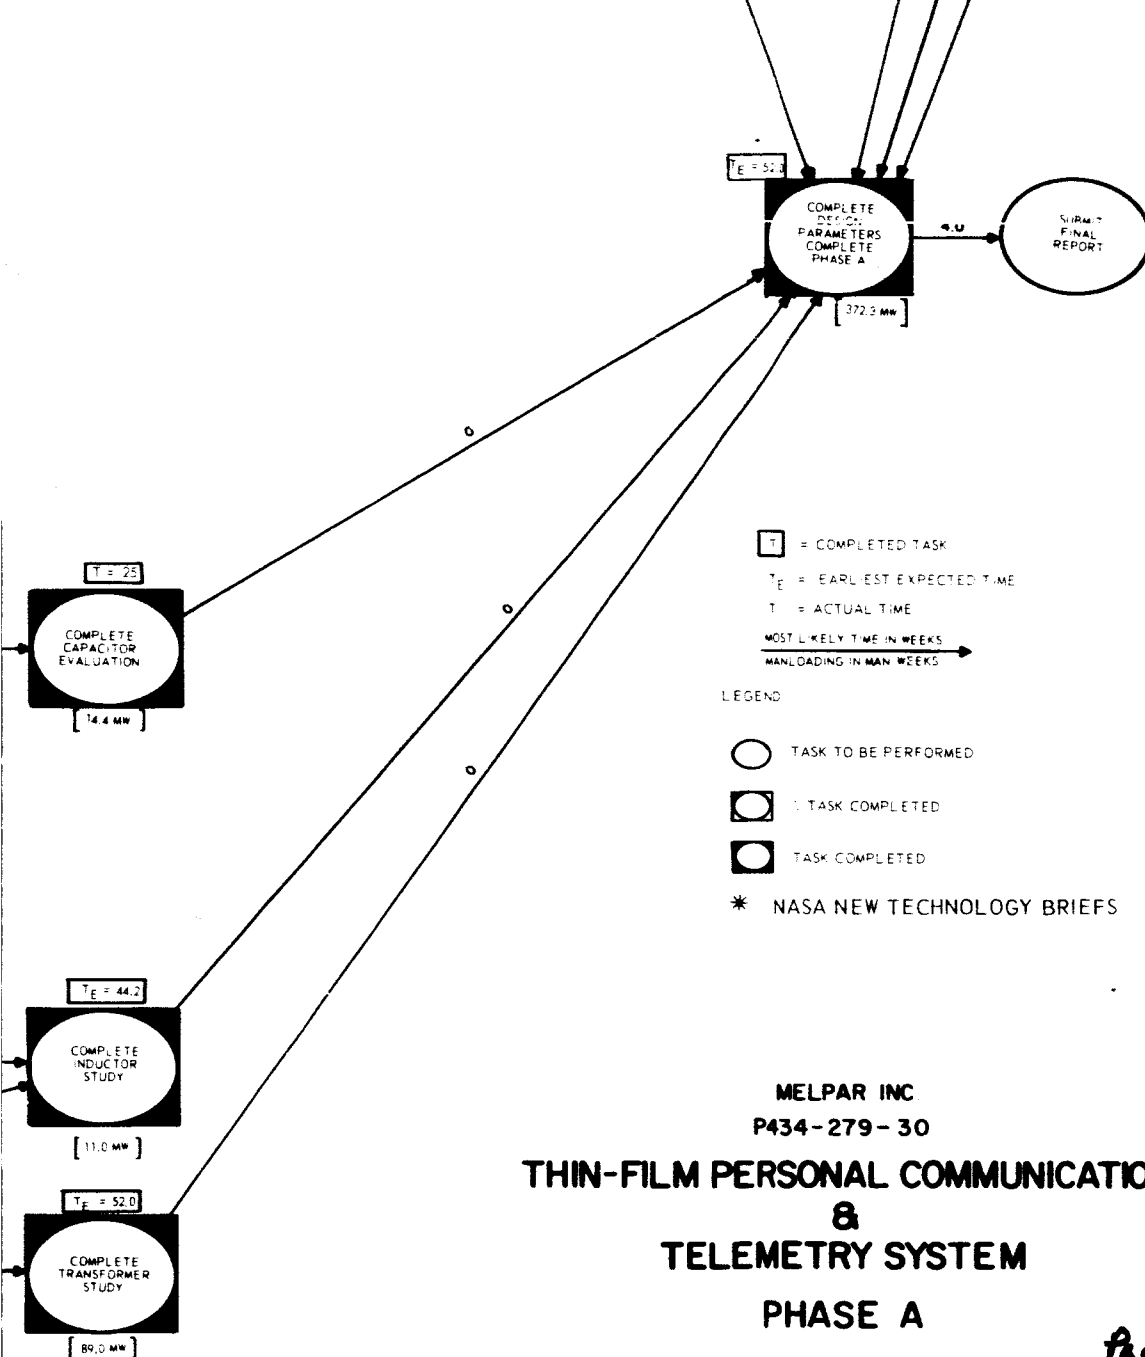 TE = 52.0
COMPLETE
DESIGN
PARAMETERS
COMPLETE
PHASE A
[372.3 MW]
4.0
SUBMIT
FINAL
REPORT
0
0
0
T = 25
COMPLETE
CAPACITOR
EVALUATION
[14.4 MW]
TE = 44.2
COMPLETE
INDUCTOR
STUDY
[11.0 MW]
TE = 52.0
COMPLETE
TRANSFORMER
STUDY
[89.0 MW]
T = COMPLETED TASK
TE = EARLIEST EXPECTED TIME
T = ACTUAL TIME
MOST LIKELY TIME IN WEEKS
MANLOADING IN MAN WEEKS
LEGEND
TASK TO BE PERFORMED
TASK COMPLETED
TASK COMPLETED
* NASA NEW TECHNOLOGY BRIEFS
MELPAR INC
P434-279-30
THIN-FILM PERSONAL COMMUNICATIO
&
TELEMETRY SYSTEM
PHASE A